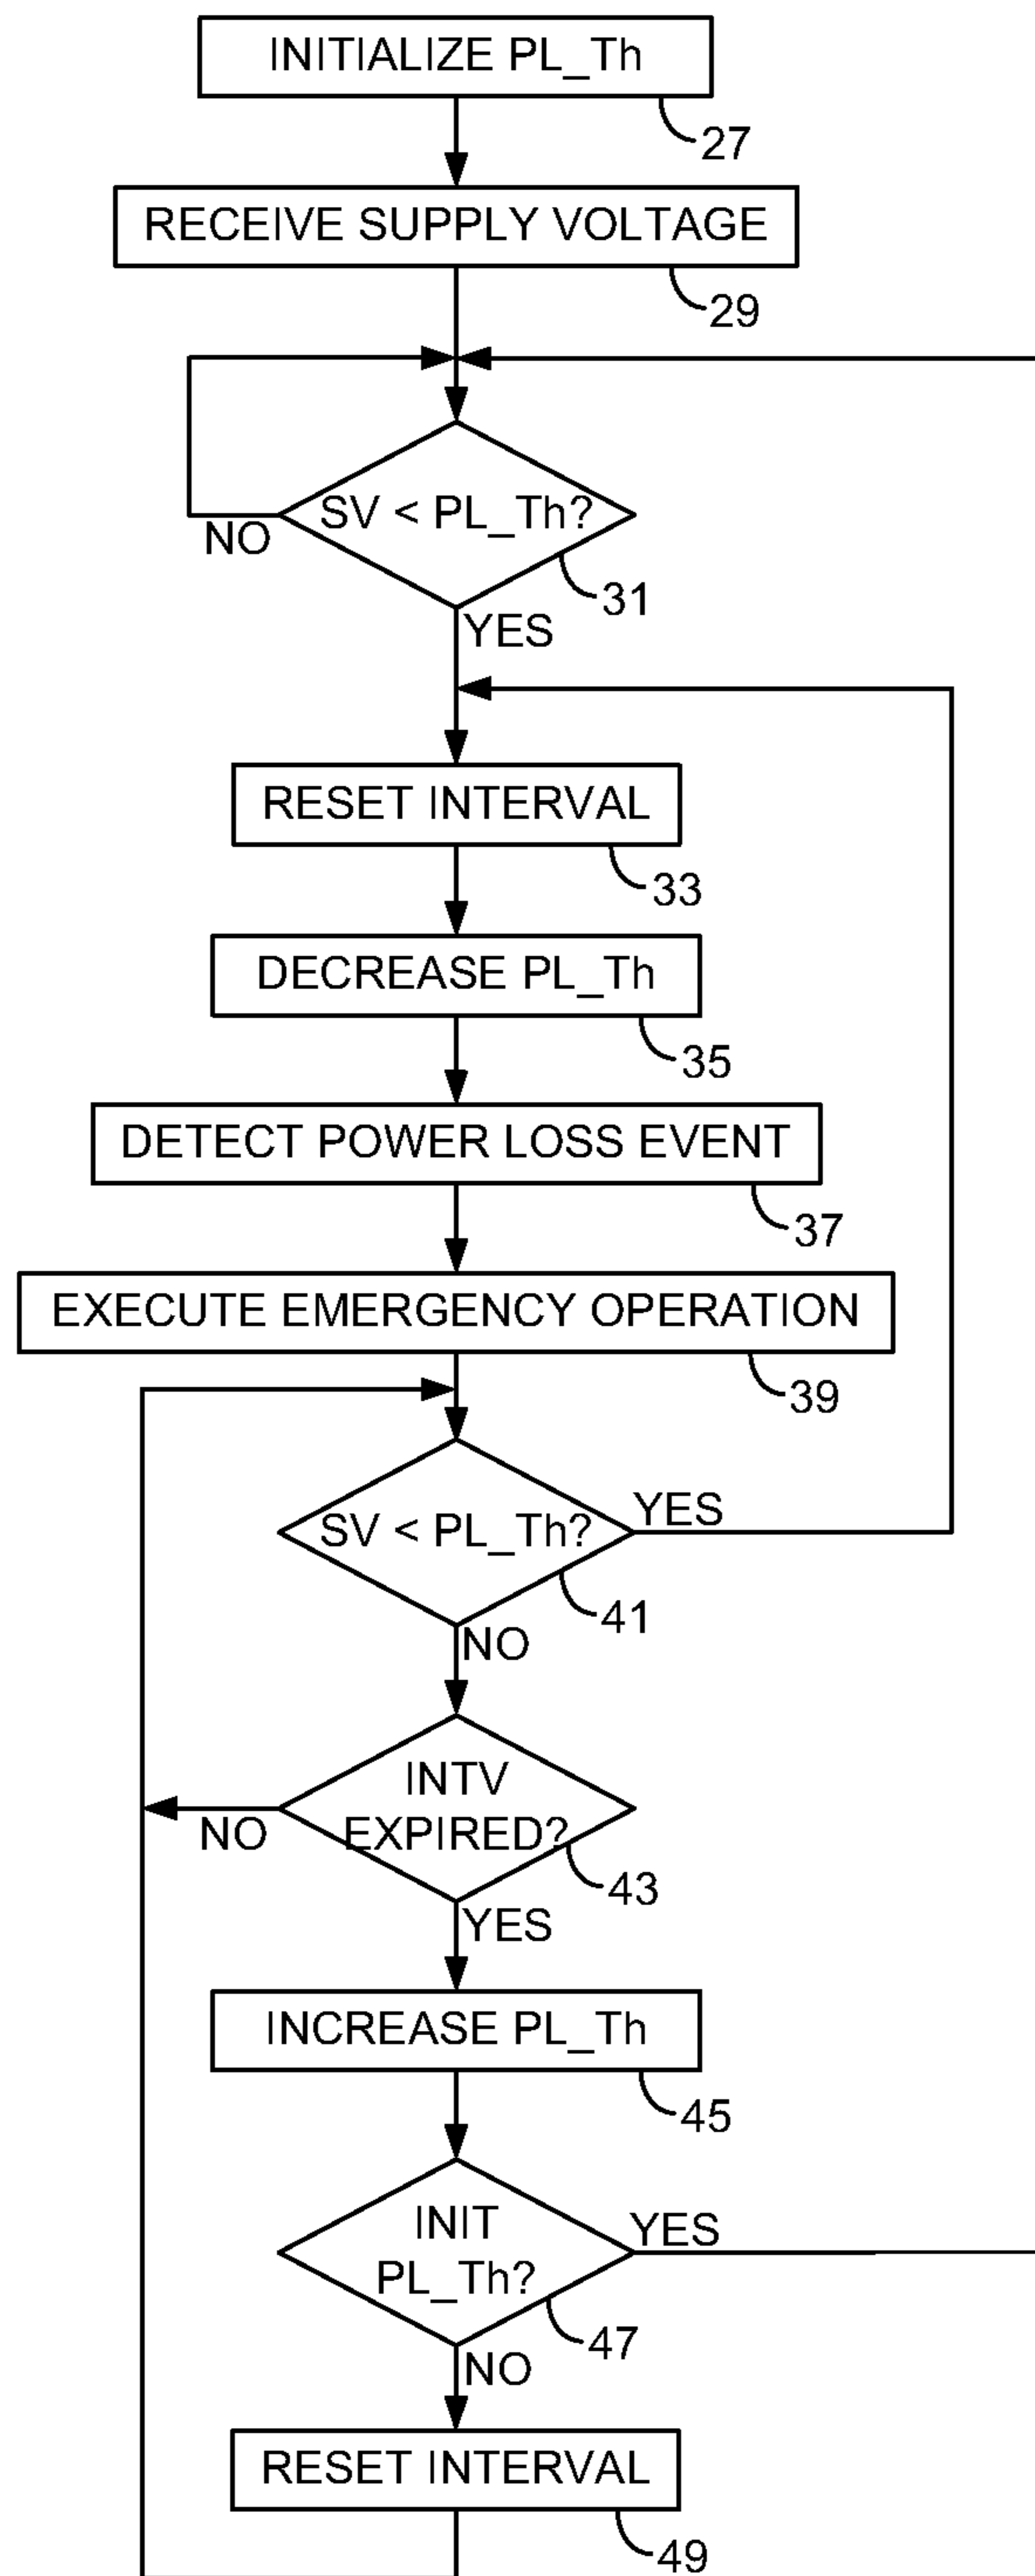 INITIALIZE PL_Th
27
RECEIVE SUPPLY VOLTAGE
29
SV < PL_Th?
NO
31
YES
RESET INTERVAL
33
DECREASE PL_Th
35
DETECT POWER LOSS EVENT
37
EXECUTE EMERGENCY OPERATION
39
SV < PL_Th?
YES
41
NO
INTV
EXPIRED?
NO
43
YES
INCREASE PL_Th
45
INIT
PL_Th?
YES
47
NO
RESET INTERVAL
49